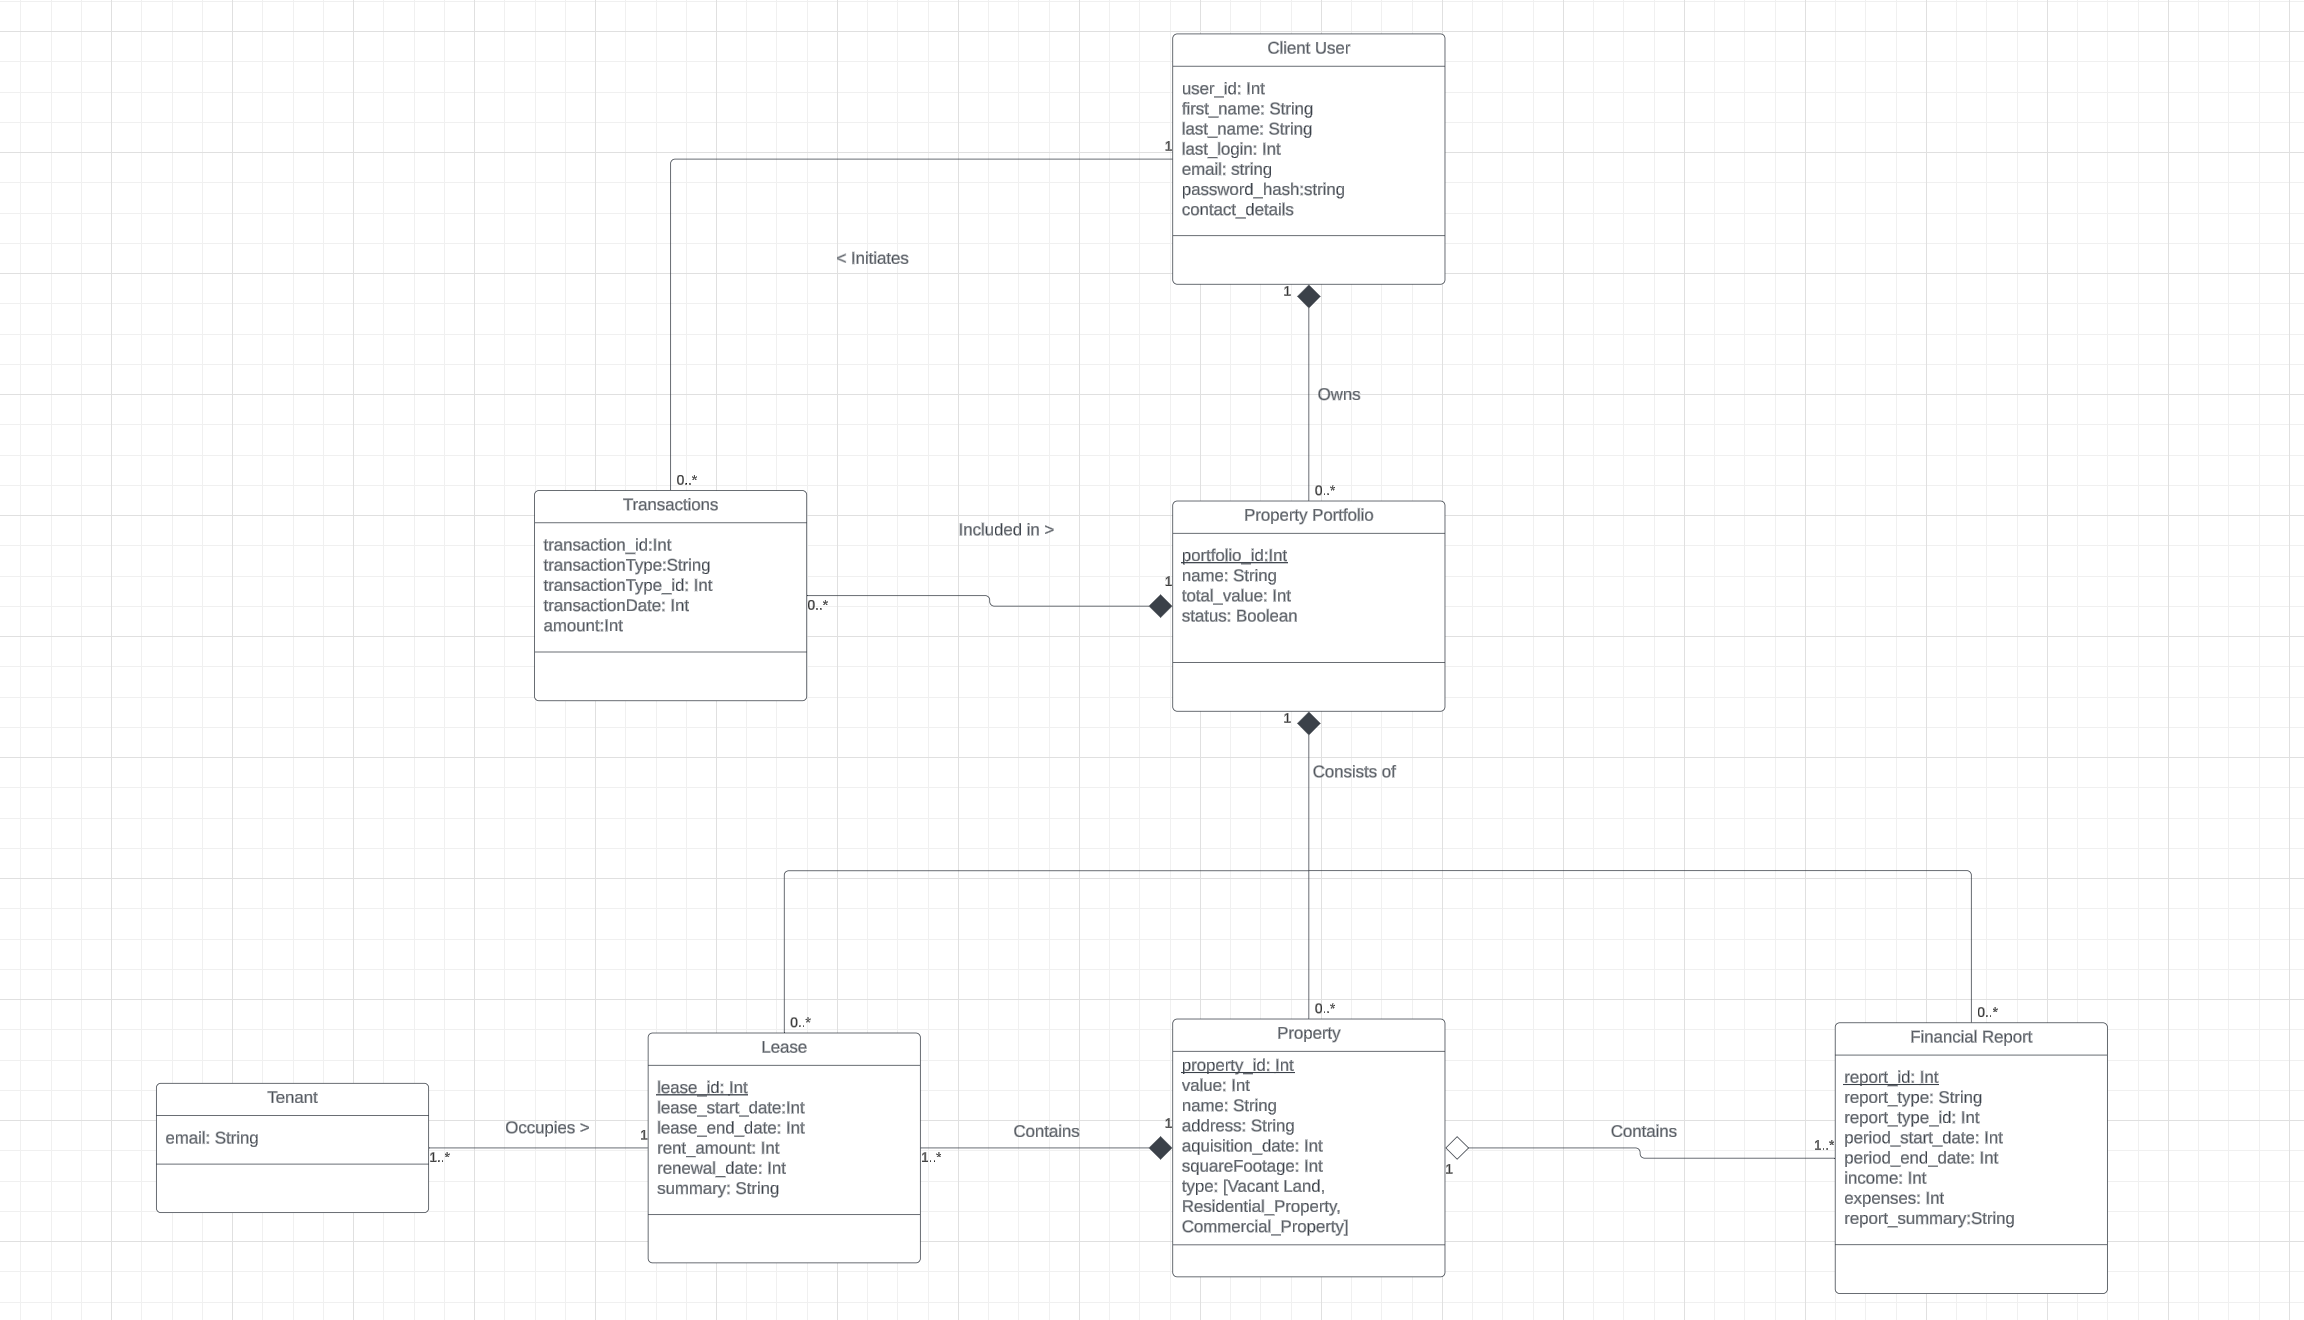 Client User
user_id: Int
first_name: String
last_name: String
last_login: Int
email: string
password_hash:string
contact_details
1
< Initiates
1
Owns
0..*
0..*
Transactions
transaction_id:Int
transactionType:String
transactionType_id: Int
transactionDate: Int
amount:Int
0..*
Included in >
1
Property Portfolio
portfolio_id:Int
name: String
total_value: Int
status: Boolean
1
Consists of
0..*
0..*
0..*
Tenant
email: String
Occupies >
1..*
1
Lease
lease_id: Int
lease_start_date:Int
lease_end_date: Int
rent_amount: Int
renewal_date: Int
summary: String
Contains
1..*
1
Property
property_id: Int
value: Int
name: String
address: String
aquisition_date: Int
squareFootage: Int
type: [Vacant Land,
Residential_Property,
Commercial_Property]
Contains
1
1..*
Financial Report
report_id: Int
report_type: String
report_type_id: Int
period_start_date: Int
period_end_date: Int
income: Int
expenses: Int
report_summary:String